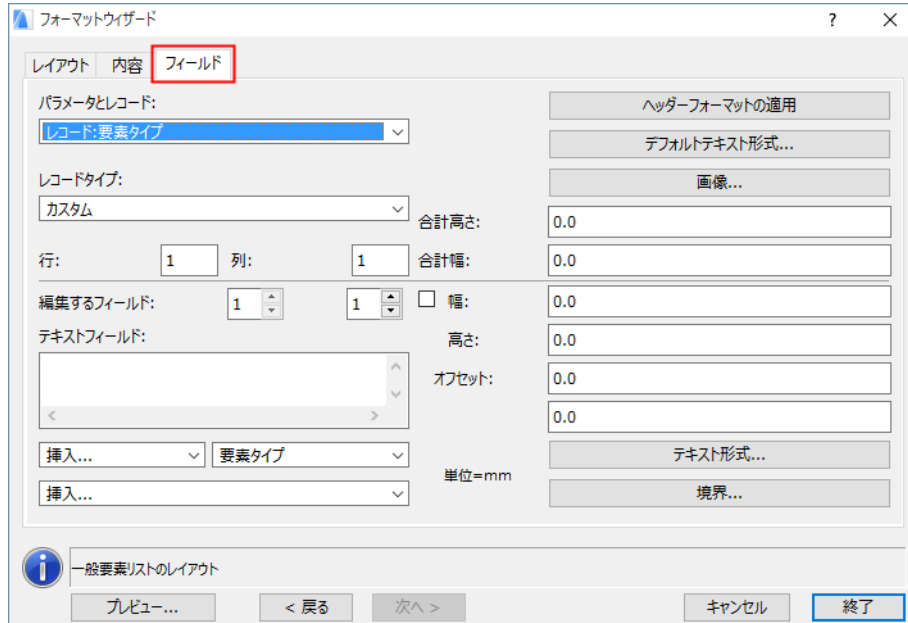 フォーマットウィザード
?
レイアウト 内容 フィールド
パラメータとレコード:
ヘッダーフォーマットの適用
レコード:要素タイプ
デフォルトテキスト形式...
レコードタイプ:
画像...
カスタム
合計高さ:
0.0
行: 1 列: 1
合計幅:
0.0
編集するフィールド: 1 1
幅:
0.0
テキストフィールド:
高さ:
0.0
オフセット:
0.0
0.0
挿入... 要素タイプ
テキスト形式...
単位=mm
挿入...
境界...
一般要素リストのレイアウト
プレビュー... < 戻る 次へ > キャンセル 終了